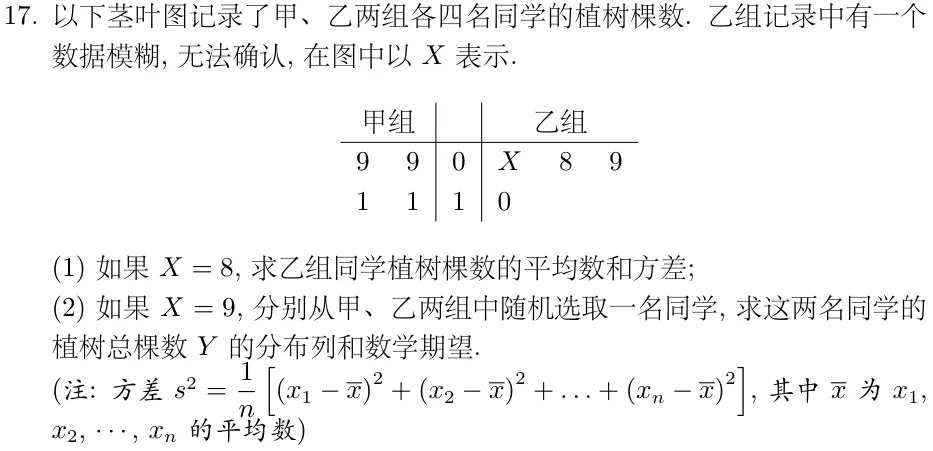 17. 以下茎叶图记录了甲、乙两组各四名同学的植树棵数. 乙组记录中有一个
数据模糊, 无法确认, 在图中以 X 表示.
甲组 乙组
9 9 0 X 8 9
1 1 1 0
(1) 如果 X = 8, 求乙组同学植树棵数的平均数和方差;
(2) 如果 X = 9, 分别从甲、乙两组中随机选取一名同学, 求这两名同学的
植树总棵数 Y 的分布列和数学期望.
(注: 方差 s² = 1/n [(x₁ − x̅)² + (x₂ − x̅)² + ... + (xₙ − x̅)²], 其中 x̅ 为 x₁,
x₂, ···, xₙ 的平均数)